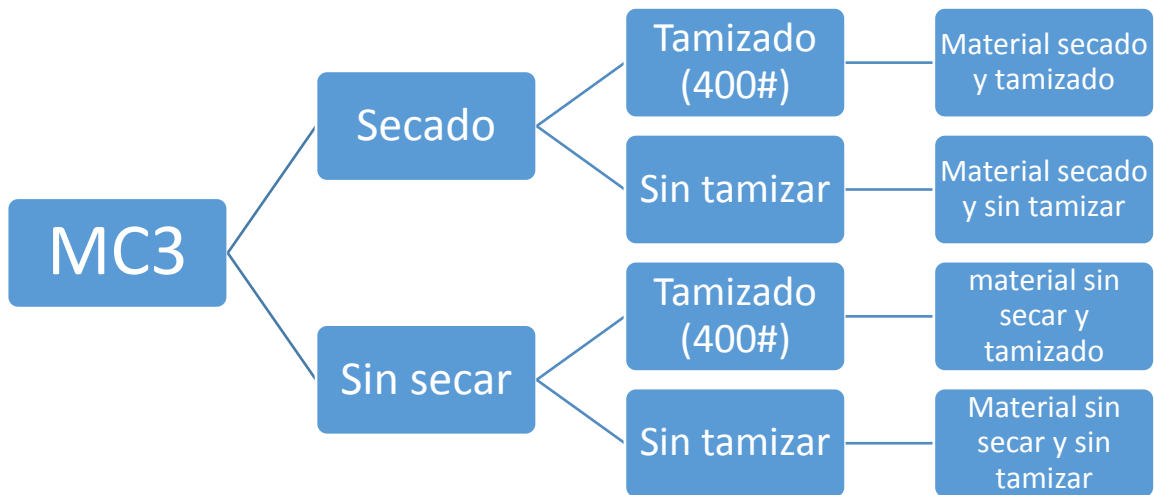 MC3
Secado
Tamizado
(400#)
Material secado
y tamizado
Sin tamizar
Material secado
y sin tamizar
Sin secar
Tamizado
(400#)
material sin
secar y
tamizado
Sin tamizar
Material sin
secar y sin
tamizar